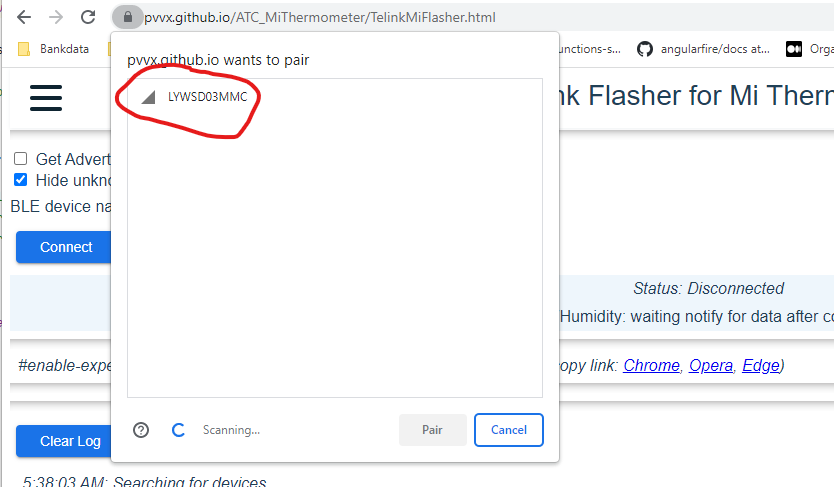 pvvx.github.io/ATC_MiThermometer/TelinkMiFlasher.html
Bankdata
unctions-s...
angularfire/docs at...
Orga
pvvx.github.io wants to pair
LYWSD03MMC
nk Flasher for Mi Therm
Get Advert
Hide unkno
BLE device na
Connect
Status: Disconnected
Humidity: waiting notify for data after co
#enable-expe
opy link: Chrome, Opera, Edge)
Scanning...
Pair
Cancel
Clear Log
5:38:03 AM: Searching for devices